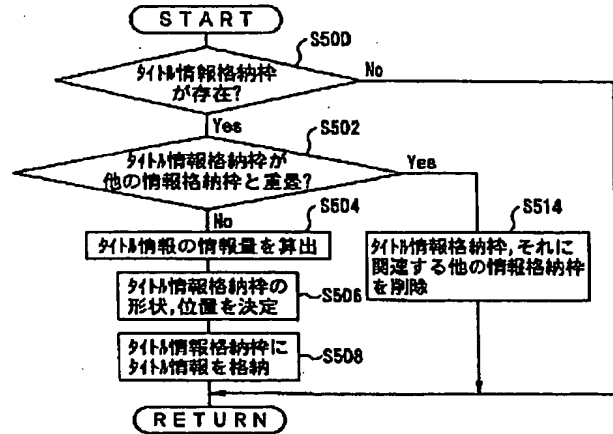 START
S500
タイトル情報格納枠
が存在?
No
Yes
S502
タイトル情報格納枠が
他の情報格納枠と重畳?
Yes
No
S504
タイトル情報の情報量を算出
S514
タイトル情報格納枠,それに
関連する他の情報格納枠
を削除
タイトル情報格納枠の
形状,位置を決定
S506
タイトル情報格納枠に
タイトル情報を格納
S508
RETURN